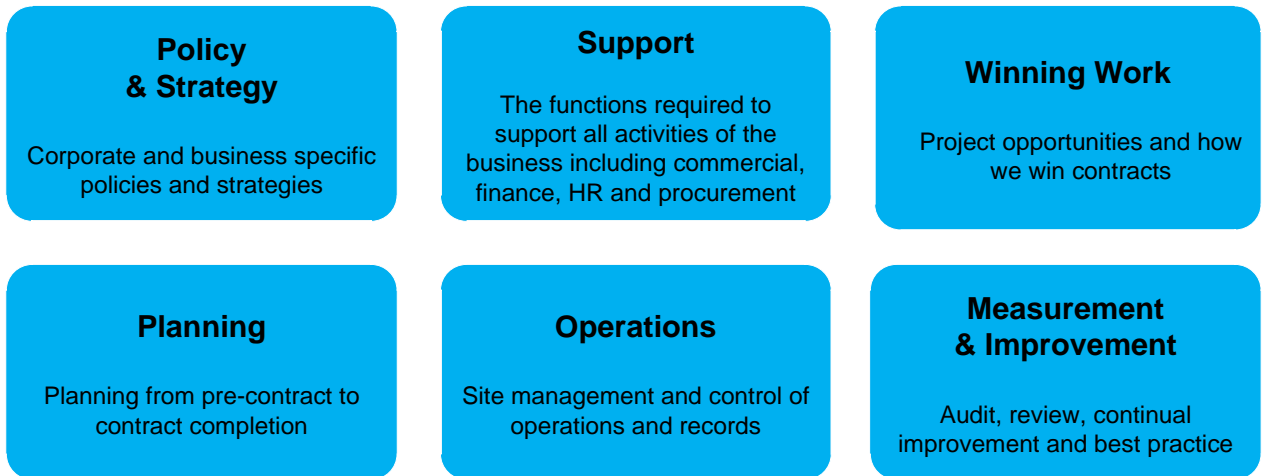 Policy
& Strategy
Corporate and business specific
policies and strategies
Support
The functions required to
support all activities of the
business including commercial,
finance, HR and procurement
Winning Work
Project opportunities and how
we win contracts
Planning
Planning from pre-contract to
contract completion
Operations
Site management and control of
operations and records
Measurement
& Improvement
Audit, review, continual
improvement and best practice